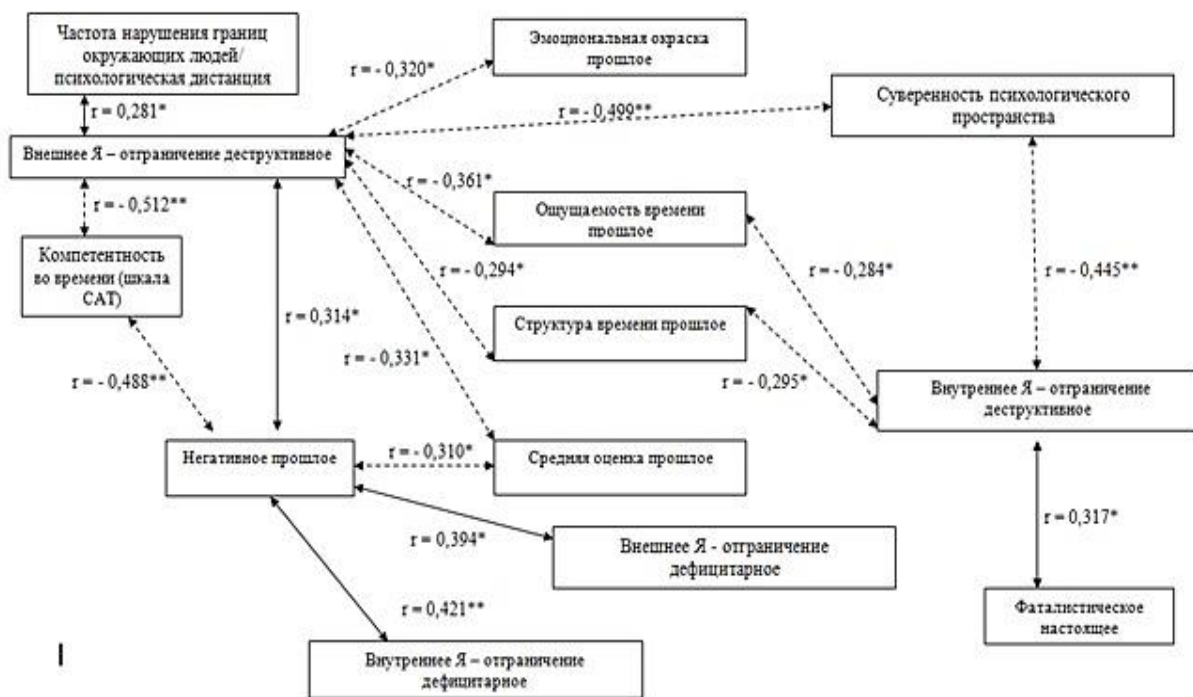 Частота нарушения границ
окружающих людей/
психологическая дистанция
Эмоциональная окраска
прошлое
r = - 0,320*
Суверенность психологического
пространства
r = 0,281*
r = - 0,499**
Внешнее Я – отграничение деструктивное
r = - 0,361*
r = - 0,512**
Ощущаемость времени
прошлое
Компетентность
во времени (шкала
САТ)
r = - 0,294*
r = - 0,284*
r = - 0,445**
r = 0,314*
Структура времени прошлое
r = - 0,331*
r = - 0,488**
r = - 0,295*
Внутреннее Я – отграничение
деструктивное
Негативное прошлое
r = - 0,310*
Средняя оценка прошлое
r = 0,317*
r = 0,394*
Внешнее Я - отграничение
дефицитарное
r = 0,421**
Фаталистическое
настоящее
Внутреннее Я – отграничение
дефицитарное